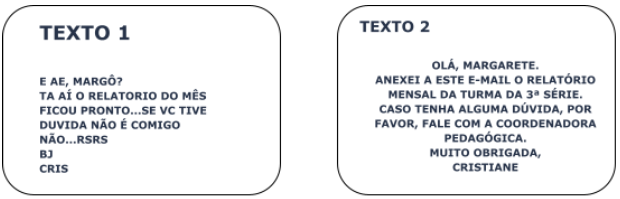 TEXTO 1
E AE, MARGÔ?
TA AÍ O RELATORIO DO MÊS
FICOU PRONTO...SE VC TIVE
DUVIDA NÃO É COMIGO
NÃO...RSRS
BJ
CRIS
TEXTO 2
OLÁ, MARGARETE.
ANEXEI A ESTE E-MAIL O RELATÓRIO
MENSAL DA TURMA DA 3ª SÉRIE.
CASO TENHA ALGUMA DÚVIDA, POR
FAVOR, FALE COM A COORDENADORA
PEDAGÓGICA.
MUITO OBRIGADA,
CRISTIANE